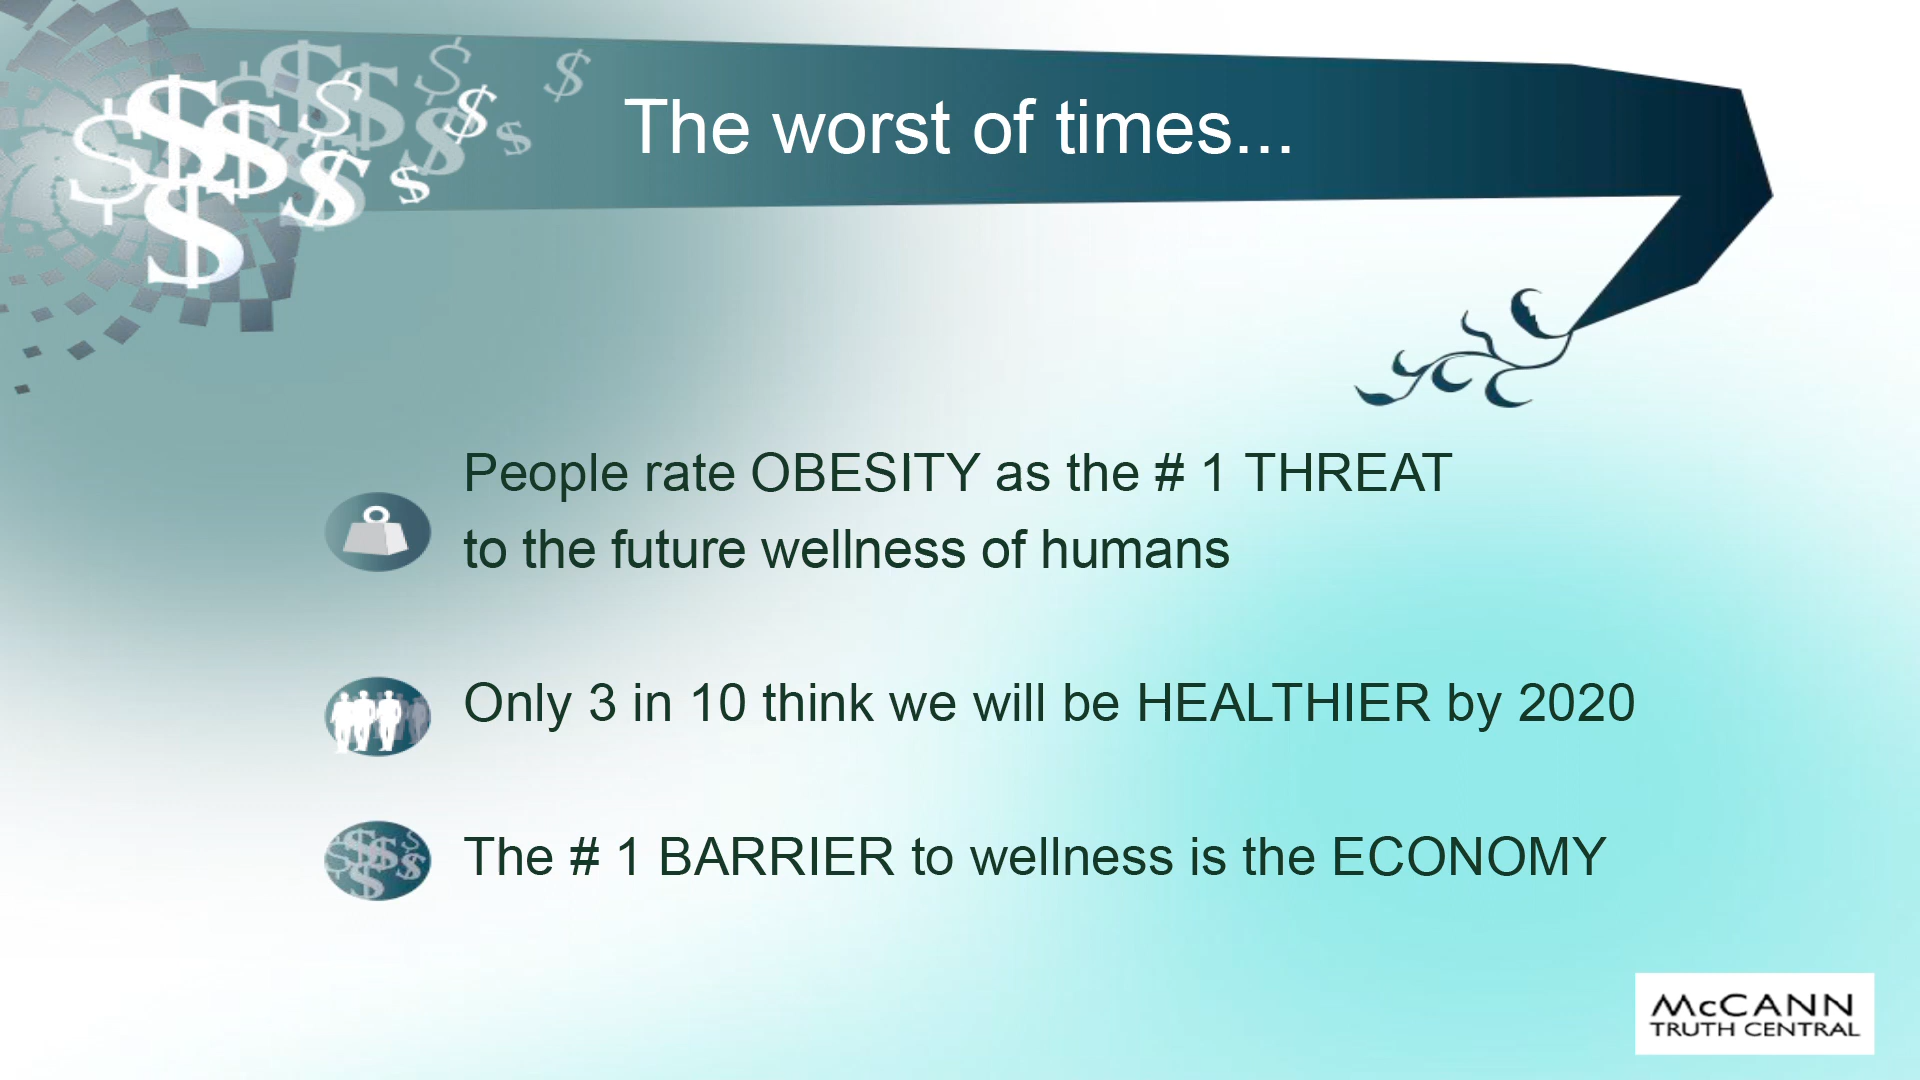 The worst of times...
People rate OBESITY as the # 1 THREAT
to the future wellness of humans
Only 3 in 10 think we will be HEALTHIER by 2020
The # 1 BARRIER to wellness is the ECONOMY
McCANN
TRUTH CENTRAL